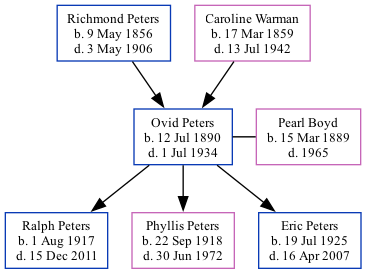 Richmond Peters
b. 9 May 1856
d. 3 May 1906
Caroline Warman
b. 17 Mar 1859
d. 13 Jul 1942
Ovid Peters
b. 12 Jul 1890
d. 1 Jul 1934
Pearl Boyd
b. 15 Mar 1889
d. 1965
Ralph Peters
b. 1 Aug 1917
d. 15 Dec 2011
Phyllis Peters
b. 22 Sep 1918
d. 30 Jun 1972
Eric Peters
b. 19 Jul 1925
d. 16 Apr 2007